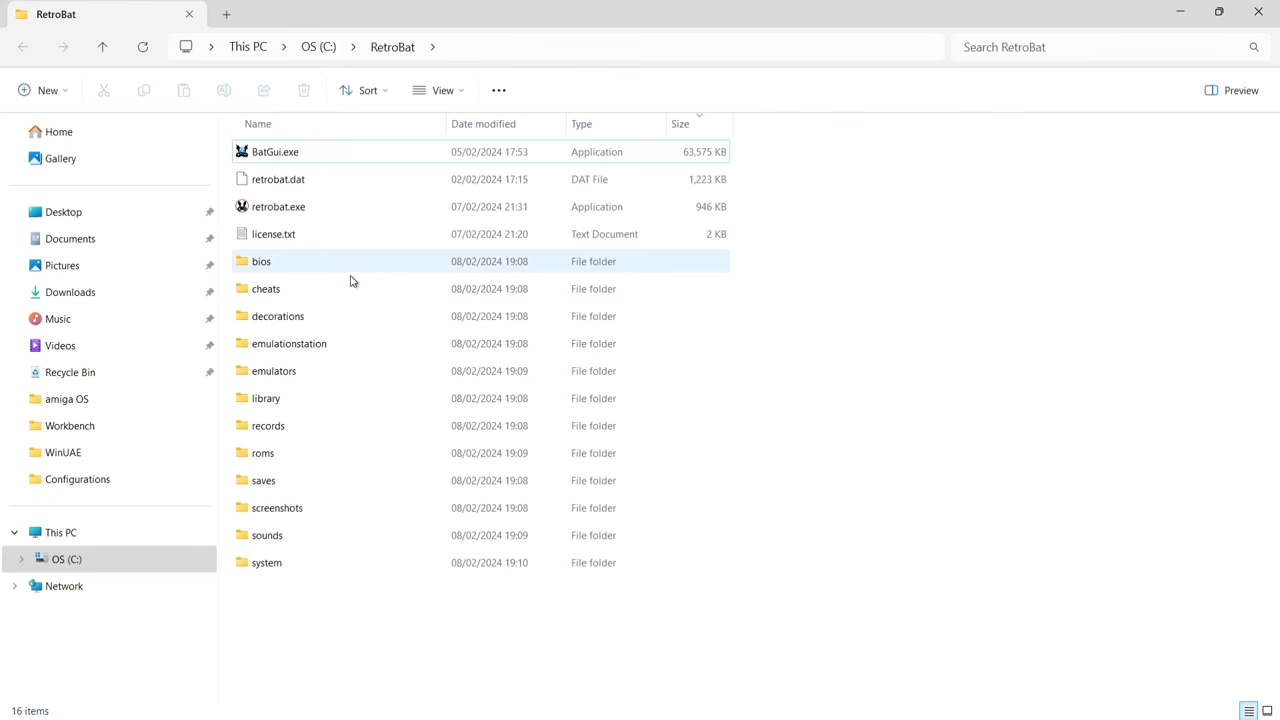 RetroBat
This PC > OS (C:) > RetroBat >
Search RetroBat
New
Sort
View
Preview
Home
Gallery
Desktop
Documents
Pictures
Downloads
Music
Videos
Recycle Bin
amiga OS
Workbench
WinUAE
Configurations
This PC
OS (C:)
Network
Name Date modified Type Size
BatGui.exe 05/02/2024 17:53 Application 63,575 KB
retrobat.dat 02/02/2024 17:15 DAT File 1,223 KB
retrobat.exe 07/02/2024 21:31 Application 946 KB
license.txt 07/02/2024 21:20 Text Document 2 KB
bios 08/02/2024 19:08 File folder
cheats 08/02/2024 19:08 File folder
decorations 08/02/2024 19:08 File folder
emulationstation 08/02/2024 19:08 File folder
emulators 08/02/2024 19:09 File folder
library 08/02/2024 19:08 File folder
records 08/02/2024 19:08 File folder
roms 08/02/2024 19:09 File folder
saves 08/02/2024 19:08 File folder
screenshots 08/02/2024 19:08 File folder
sounds 08/02/2024 19:09 File folder
system 08/02/2024 19:10 File folder
16 items